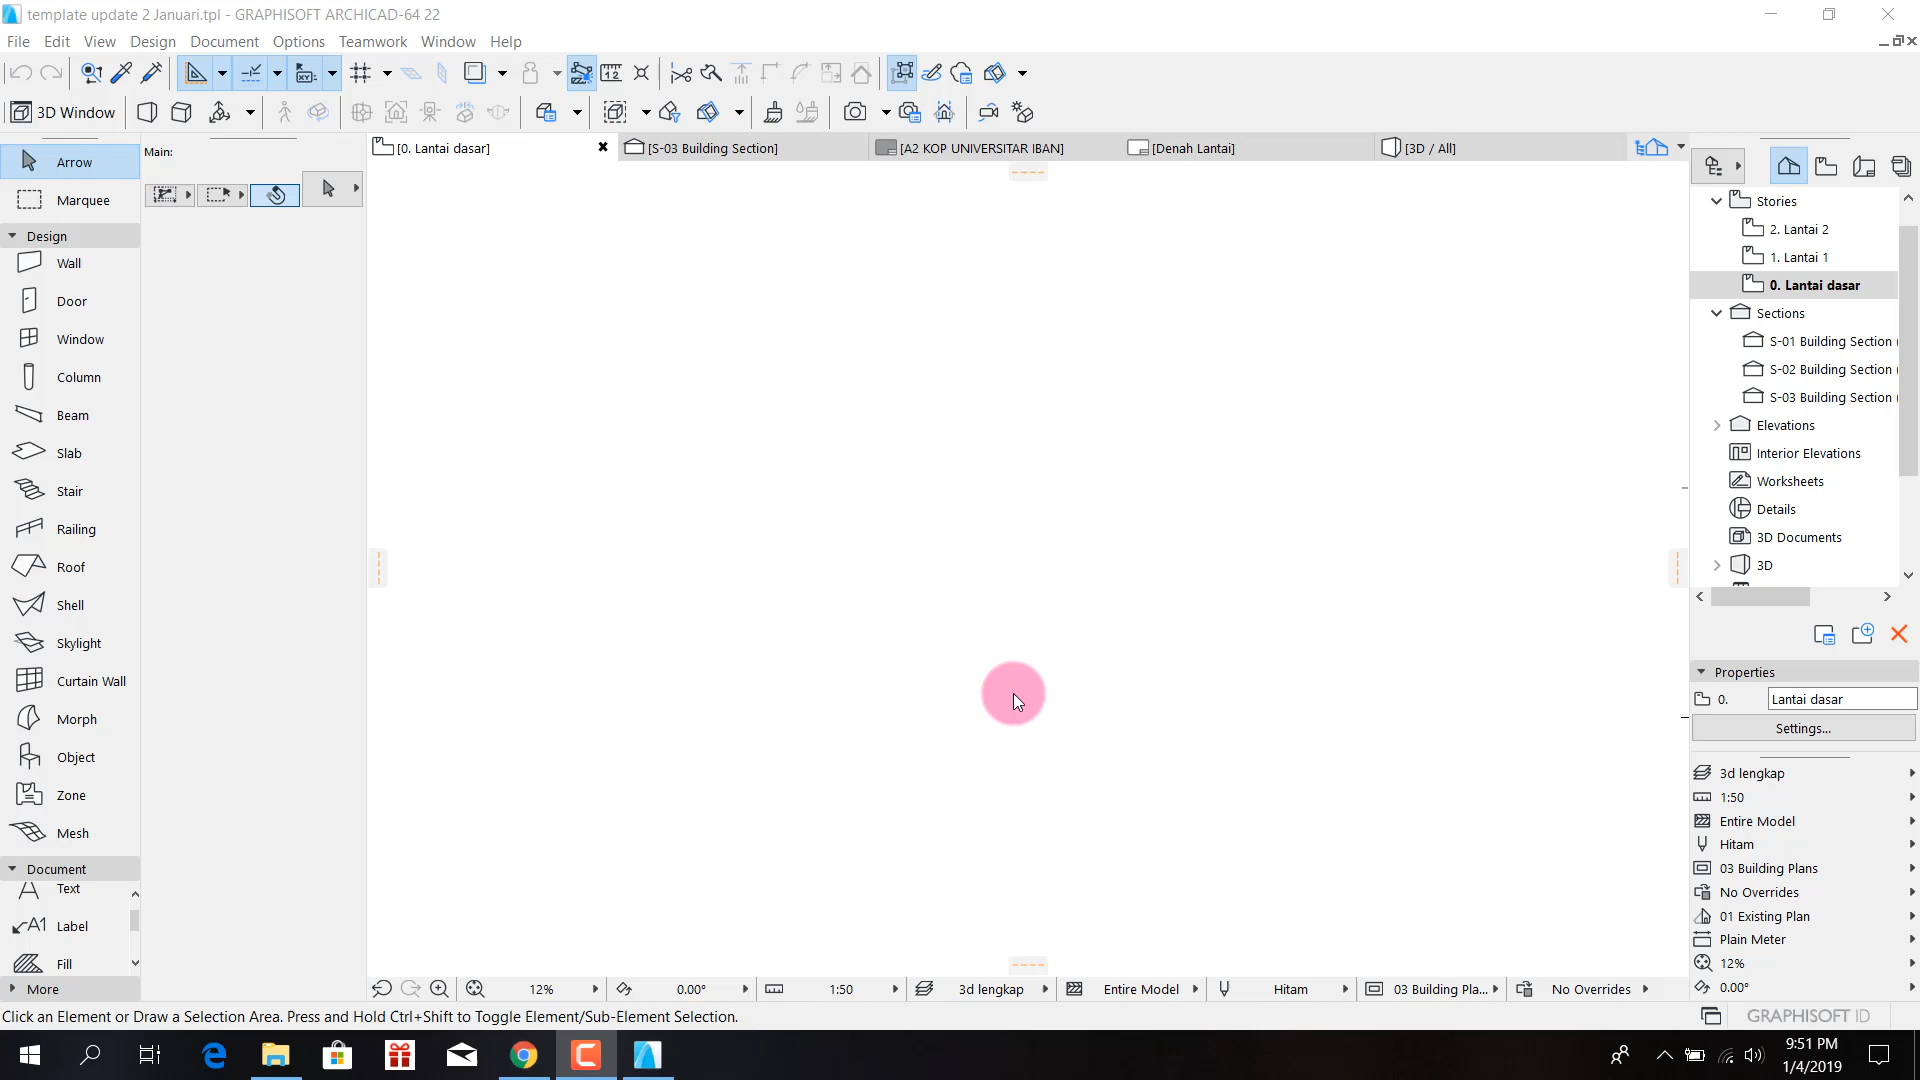 template update 2 Januari.tpl - GRAPHISOFT ARCHICAD-64 22
File Edit View Design Document Options Teamwork Window Help
3D Window
Arrow
Marquee
Design
Wall
Door
Window
Column
Beam
Slab
Stair
Railing
Roof
Shell
Skylight
Curtain Wall
Morph
Object
Zone
Mesh
Document
Text
A1 Label
Fill
More
Main:
[0. Lantai dasar]
[S-03 Building Section]
[A2 KOP UNIVERSITAR IBAN]
[Denah Lantai]
[3D / All]
Stories
2. Lantai 2
1. Lantai 1
0. Lantai dasar
Sections
S-01 Building Section (
S-02 Building Section (
S-03 Building Section (
Elevations
Interior Elevations
Worksheets
Details
3D Documents
3D
Properties
0. Lantai dasar
Settings...
3d lengkap
1:50
Entire Model
Hitam
03 Building Plans
No Overrides
01 Existing Plan
Plain Meter
12%
0.00°
12% 0.00° 1:50 3d lengkap Entire Model Hitam 03 Building Pla... No Overrides
Click an Element or Draw a Selection Area. Press and Hold Ctrl+Shift to Toggle Element/Sub-Element Selection.
GRAPHISOFT ID
9:51 PM
1/4/2019